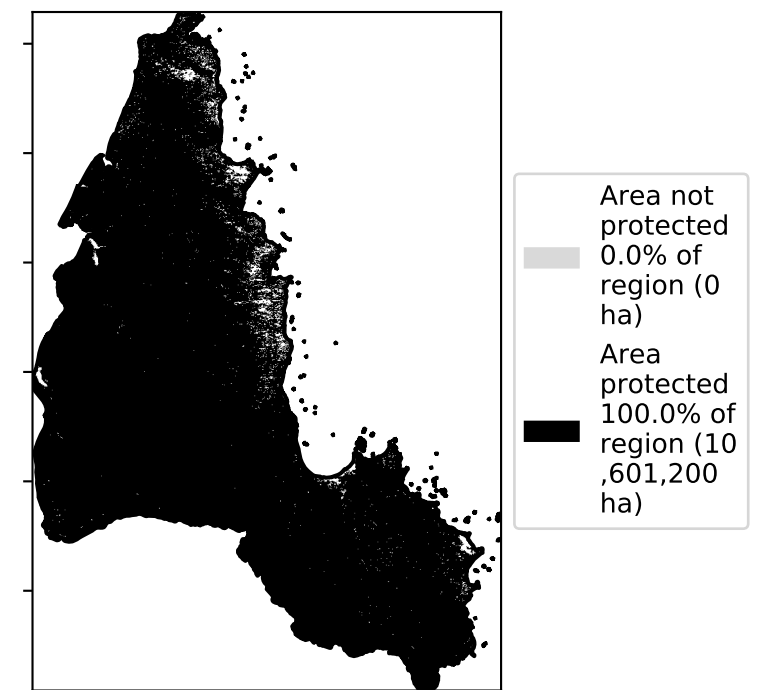 Area not
protected
0.0% of
region (0
ha)
Area
protected
100.0% of
region (10
,601,200
ha)